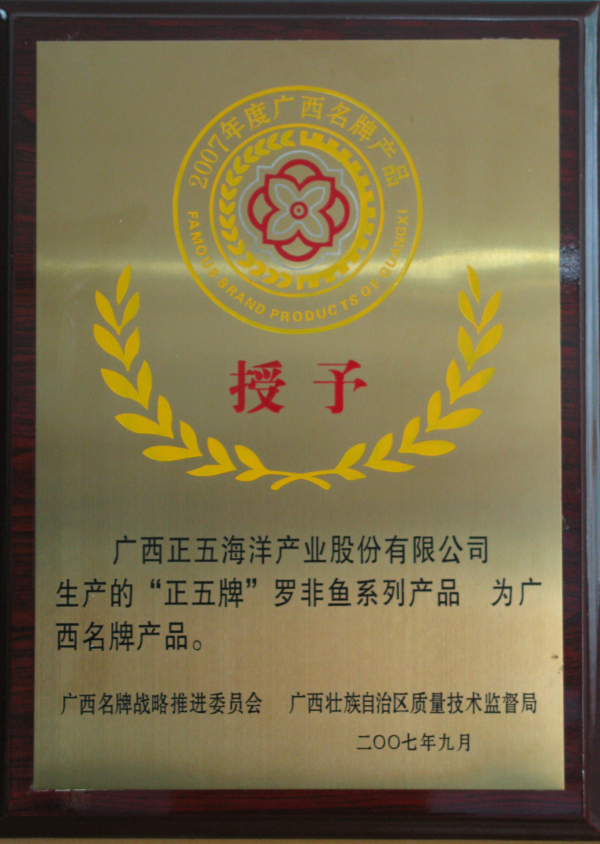 2007年度广西名牌产品
FAMOUS BRAND PRODUCTS OF GUANGXI
授予
广西正五海洋产业股份有限公司
生产的“正五牌”罗非鱼系列产品 为广
西名牌产品。
广西名牌战略推进委员会 广西壮族自治区质量技术监督局
二〇〇七年九月